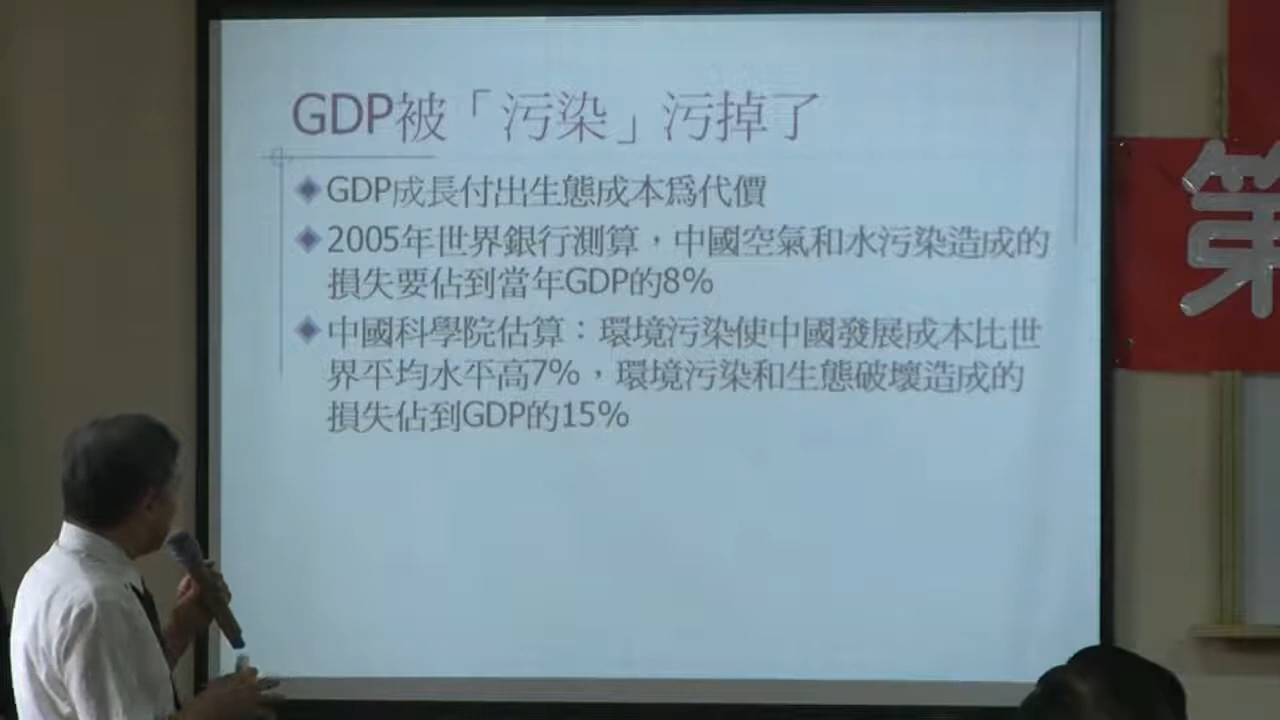 GDP被「污染」污掉了
GDP成長付出生態成本為代價
2005年世界銀行測算，中國空氣和水污染造成的
損失要佔到當年GDP的8%
中國科學院估算：環境污染使中國發展成本比世
界平均水平高7%，環境污染和生態破壞造成的
損失佔到GDP的15%
第